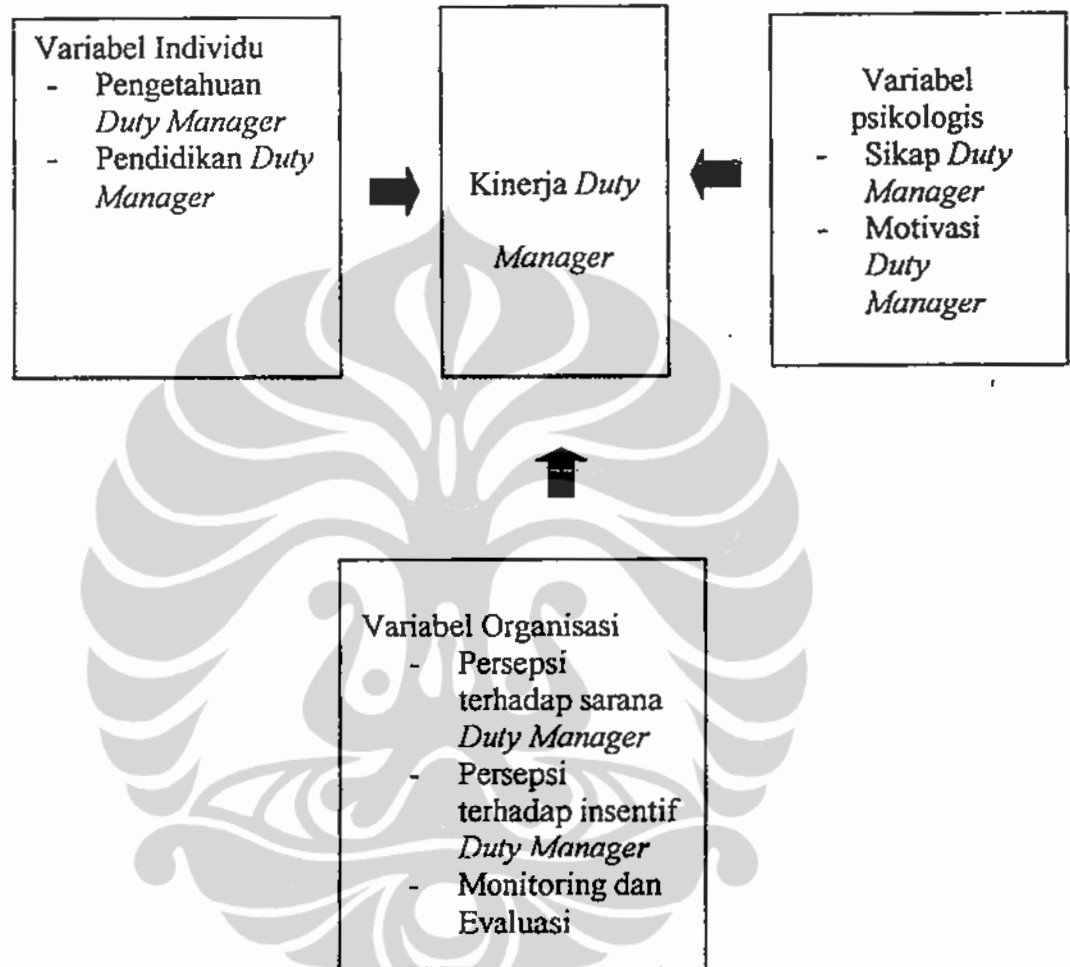 Variabel Individu
- Pengetahuan
Duty Manager
- Pendidikan Duty
Manager
Kinerja Duty
Manager
Variabel
psikologis
- Sikap Duty
Manager
- Motivasi
Duty
Manager
Variabel Organisasi
- Persepsi
terhadap sarana
Duty Manager
- Persepsi
terhadap insentif
Duty Manager
- Monitoring dan
Evaluasi